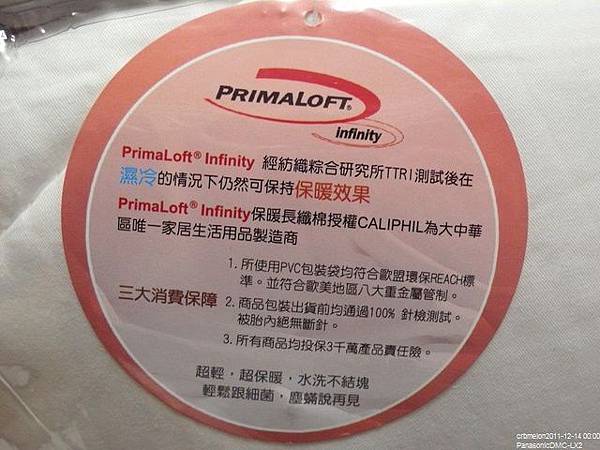 PRIMALOFT®
infinity
PrimaLoft® Infinity 經紡織綜合研究所TTRI測試後在
濕冷的情況下仍然可保持保暖效果
PrimaLoft® Infinity保暖長纖棉授權CALIPHIL為大中華
區唯一家居生活用品製造商
三大消費保障
1. 所使用PVC包裝袋均符合歐盟環保REACH標
準。並符合歐美地區八大重金屬管制。
2. 商品包裝出貨前均通過100% 針檢測試。
被胎內絕無斷針。
3. 所有商品均投保3千萬產品責任險。
超輕，超保暖，水洗不結塊
輕鬆跟細菌，塵蟎說再見
crbmelon2011-12-14 00:00
PanasonicDMC-LX2